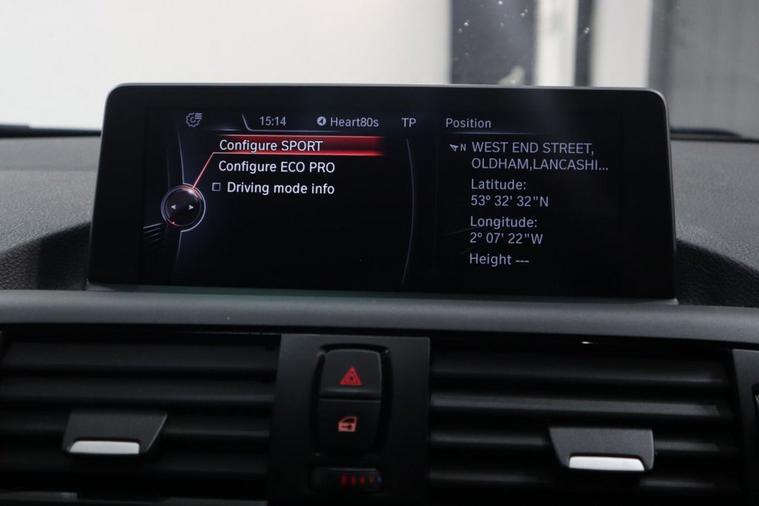 15:14 Heart80s TP Position
Configure SPORT
Configure ECO PRO
Driving mode info
N WEST END STREET,
OLDHAM,LANCASHI...
Latitude:
53° 32' 32"N
Longitude:
2° 07' 22"W
Height ---